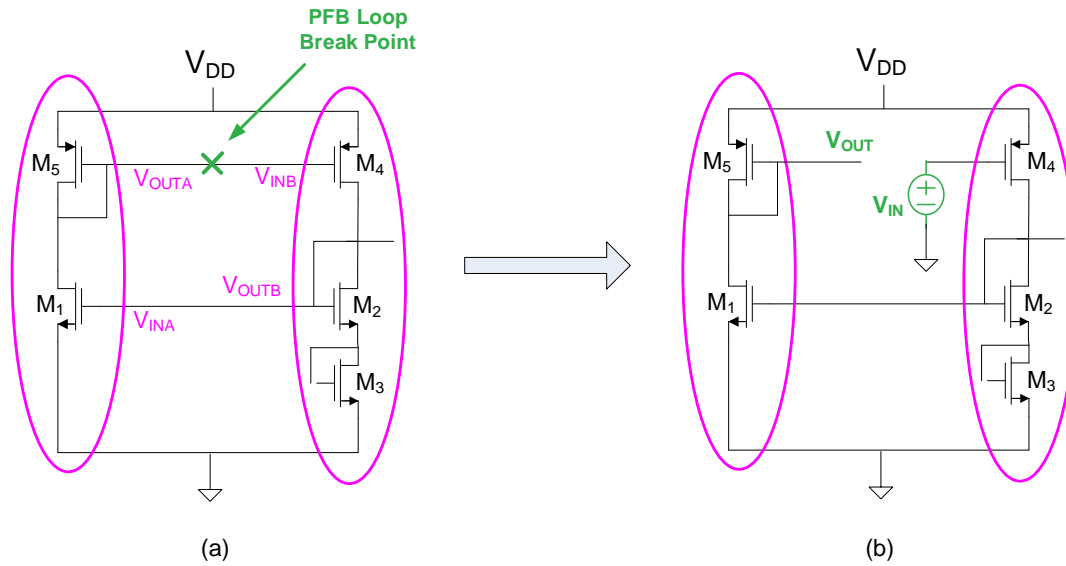 PFB Loop
Break Point
V_DD
M_5
M_4
V_OUTA
V_INB
M_1
M_2
V_OUTB
V_INA
M_3
(a)
V_DD
M_5
V_OUT
M_4
V_IN
+
−
M_1
M_2
M_3
(b)